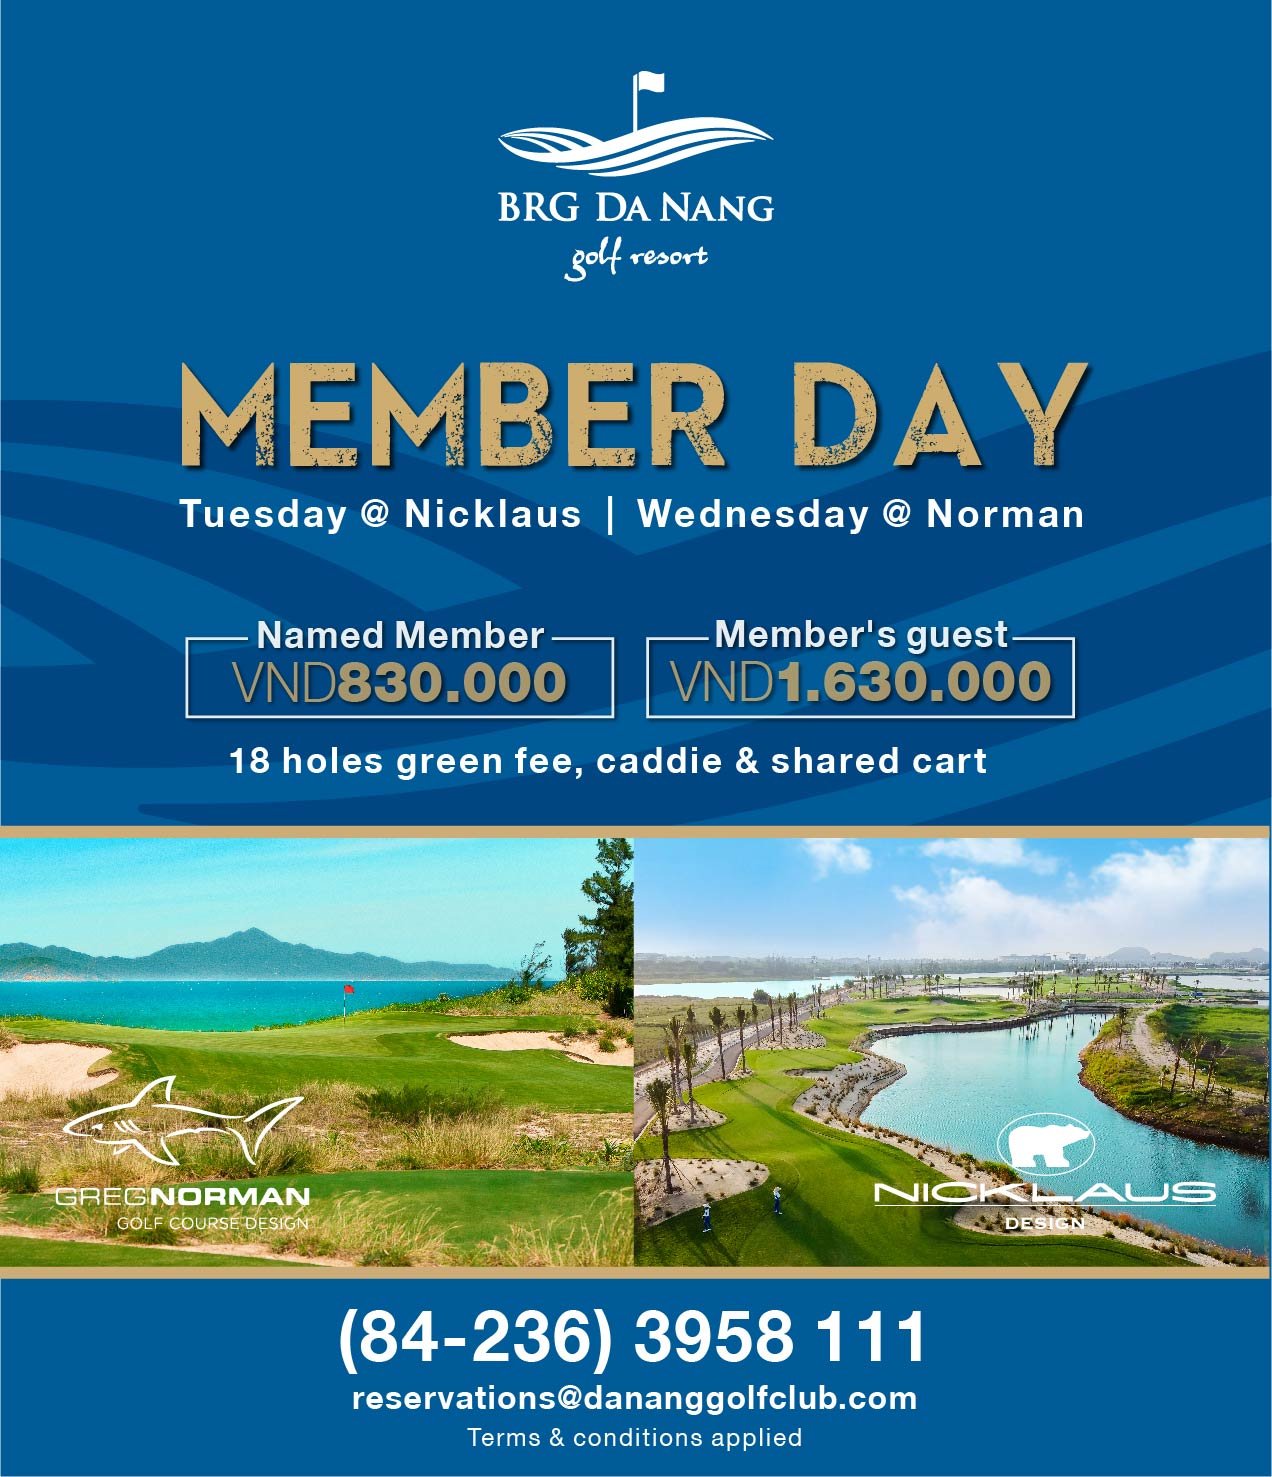 BRG DA NANG
golf resort
MEMBER DAY
Tuesday @ Nicklaus | Wednesday @ Norman
Named Member
VND830.000
Member's guest
VND1.630.000
18 holes green fee, caddie & shared cart
GREGNORMAN
GOLF COURSE DESIGN
NICKLAUS
DESIGN
(84-236) 3958 111
reservations@dananggolfclub.com
Terms & conditions applied